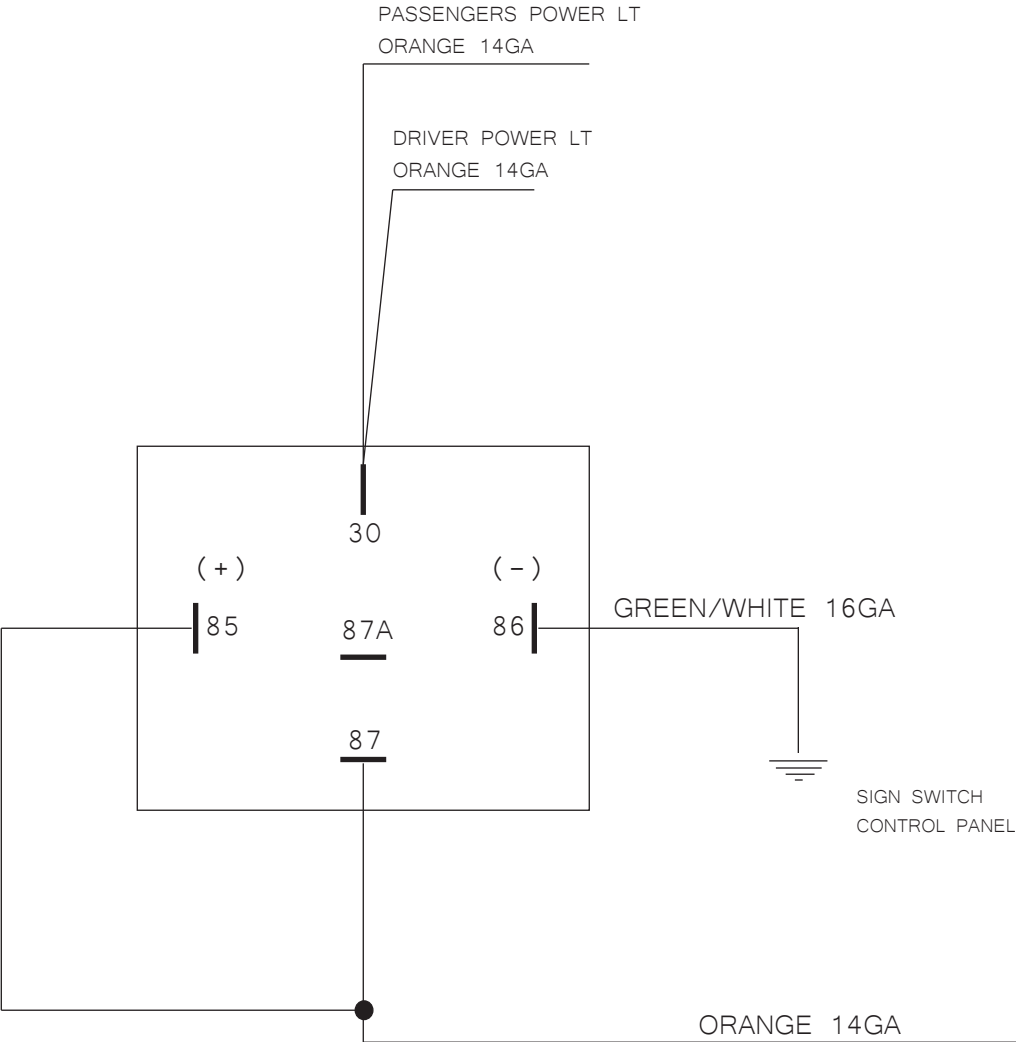 PASSENGERS POWER LT
ORANGE 14GA
DRIVER POWER LT
ORANGE 14GA
30
(+)
(-)
85
87A
86
GREEN/WHITE 16GA
87
SIGN SWITCH
CONTROL PANEL
ORANGE 14GA